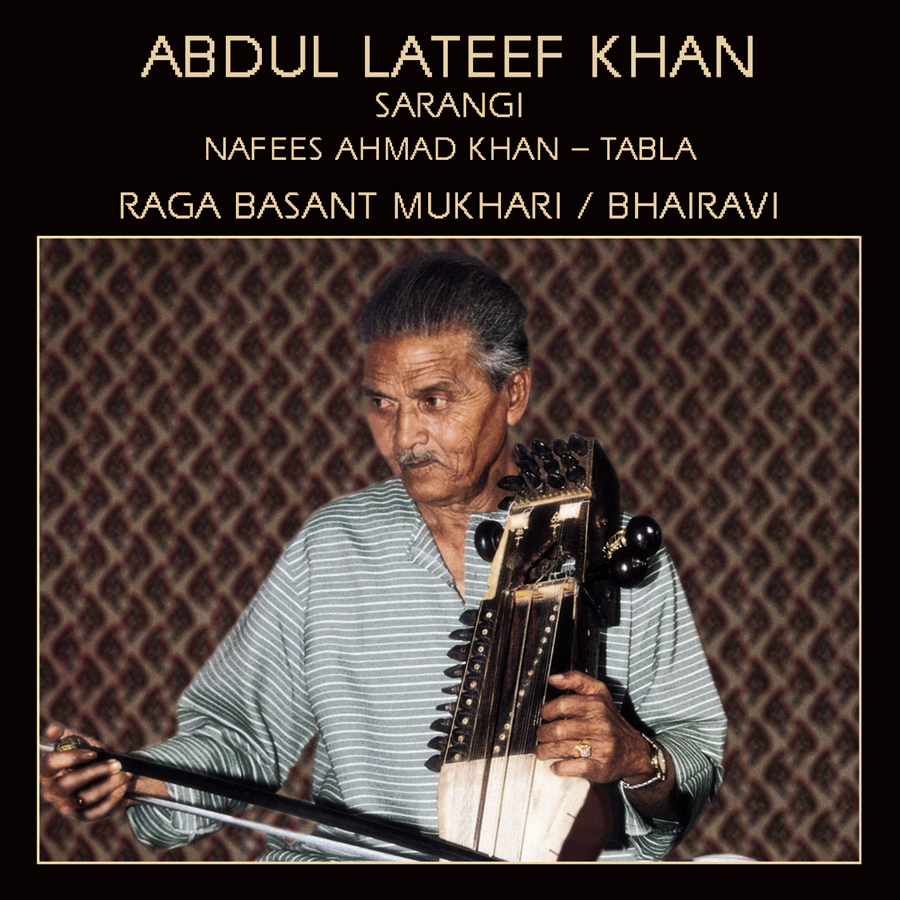 ABDUL LATEEF KHAN
SARANGI
NAFEES AHMAD KHAN – TABLA
RAGA BASANT MUKHARI / BHAIRAVI